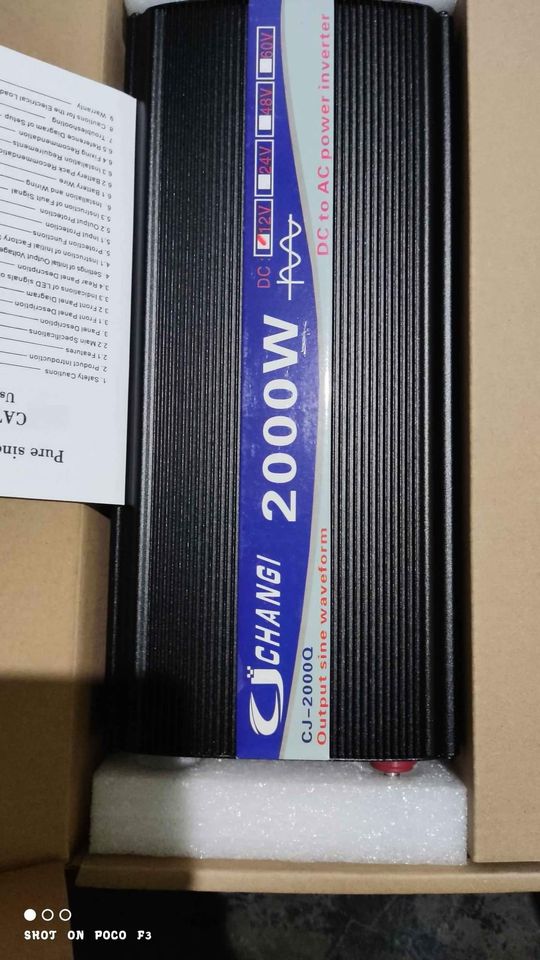 CHANGI 2000W
DC: 12V 24V 48V 60V
CJ-2000Q
Output sine waveform
DC to AC power inverter
Pure sine
Us
1. Safety Cautions
2. Product Introduction
2.1 Features
2.2 Main Specifications
3. Panel Description
3.1 Front Panel Description
3.2 Front Panel Diagram
3.3 Indications of LED signals
3.4 Rear Panel Description
4. Settings of Initial Output Voltage
4.1 Instruction of Initial Factory
5. Protection Functions
5.1 Input Protection
5.2 Output Protection
5.3 Instruction Fault of Signal
6. Installation and Wiring
6.1 Battery Wire
6.2 Battery Pack Recommendation
6.3 Installation Requirements
6.4 Fixing Recommendation
6.5 Reference Diagram of Setup
7. Troubleshooting
8. Cautions for the Electrical Load
9. Warranty
SHOT ON POCO F3